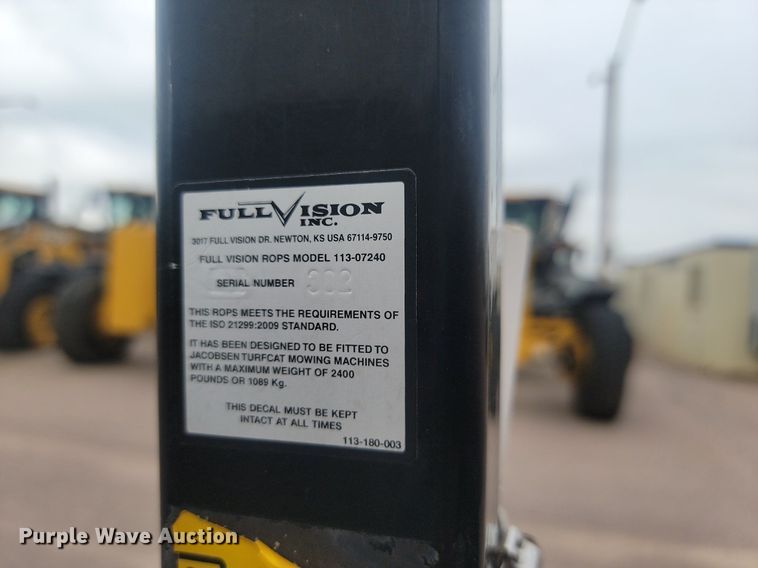 FULL VISION
INC.
3017 FULL VISION DR. NEWTON, KS USA 67114-9750
FULL VISION ROPS MODEL 113-07240
SERIAL NUMBER 302
THIS ROPS MEETS THE REQUIREMENTS OF
THE ISO 21299:2009 STANDARD.
IT HAS BEEN DESIGNED TO BE FITTED TO
JACOBSEN TURFCAT MOWING MACHINES
WITH A MAXIMUM WEIGHT OF 2400
POUNDS OR 1089 Kg.
THIS DECAL MUST BE KEPT
INTACT AT ALL TIMES
113-180-003
Purple Wave Auction